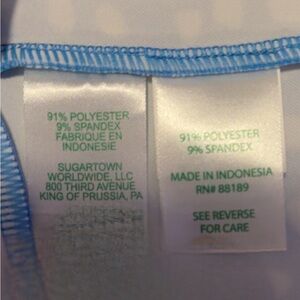 91% POLYESTER
9% SPANDEX
FABRIQUE EN
INDONESIE
SUGARTOWN
WORLDWIDE, LLC
800 THIRD AVENUE
KING OF PRUSSIA, PA
91% POLYESTER
9% SPANDEX
MADE IN INDONESIA
RN# 88189
SEE REVERSE
FOR CARE